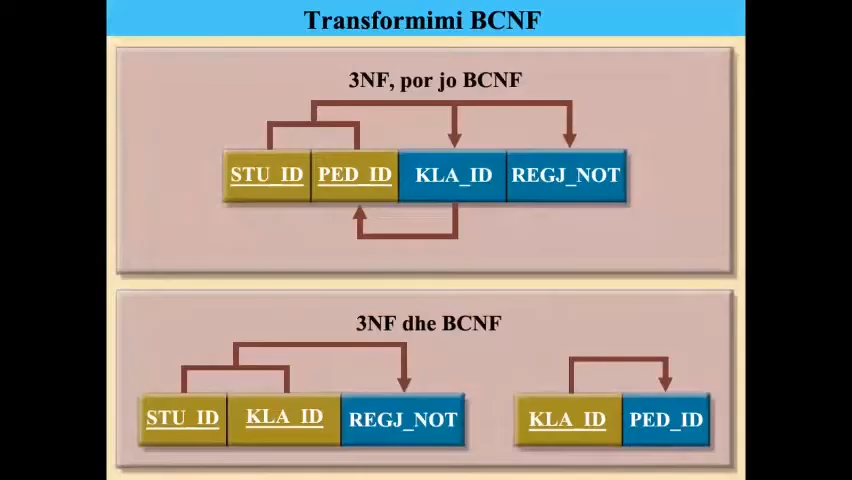 Transformimi BCNF
3NF, por jo BCNF
STU_ID PED_ID KLA_ID REGJ_NOT
3NF dhe BCNF
STU_ID KLA_ID REGJ_NOT KLA_ID PED_ID